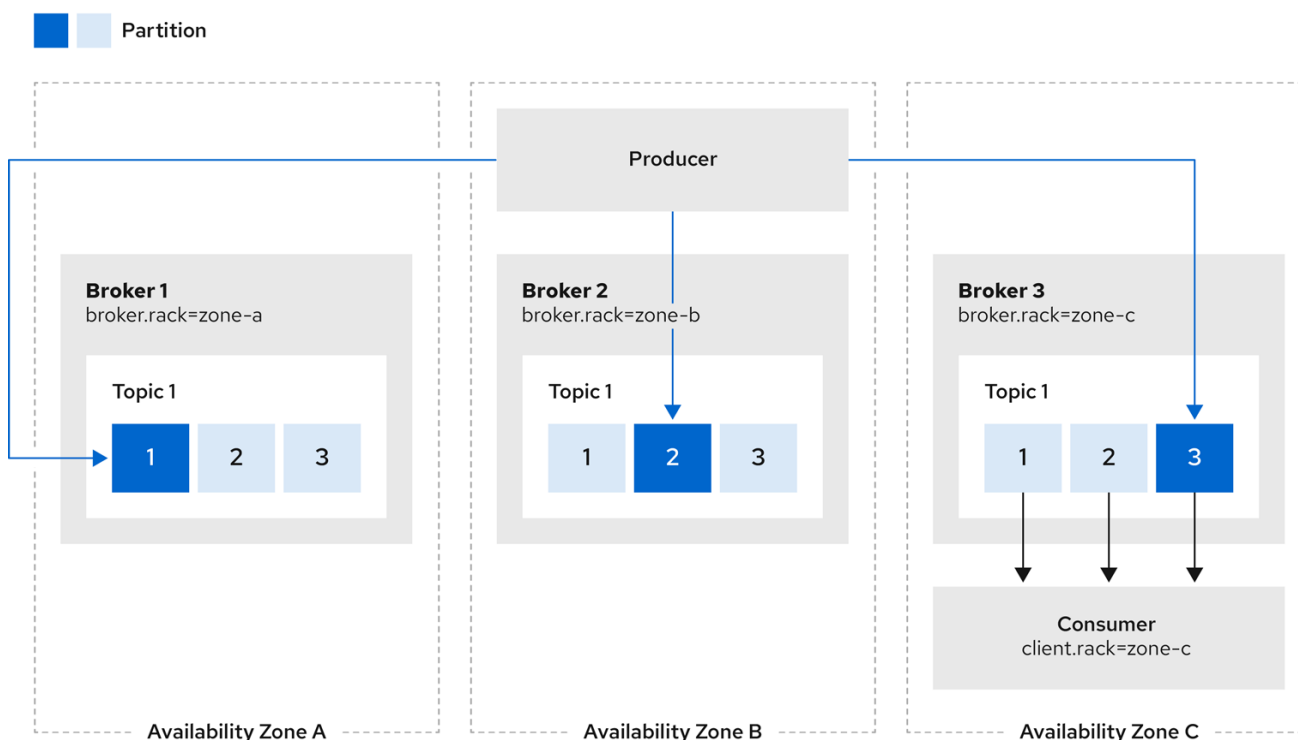 Partition
Producer
Broker 1
broker.rack=zone-a
Topic 1
1 2 3
Broker 2
broker.rack=zone-b
Topic 1
1 2 3
Broker 3
broker.rack=zone-c
Topic 1
1 2 3
Consumer
client.rack=zone-c
Availability Zone A
Availability Zone B
Availability Zone C